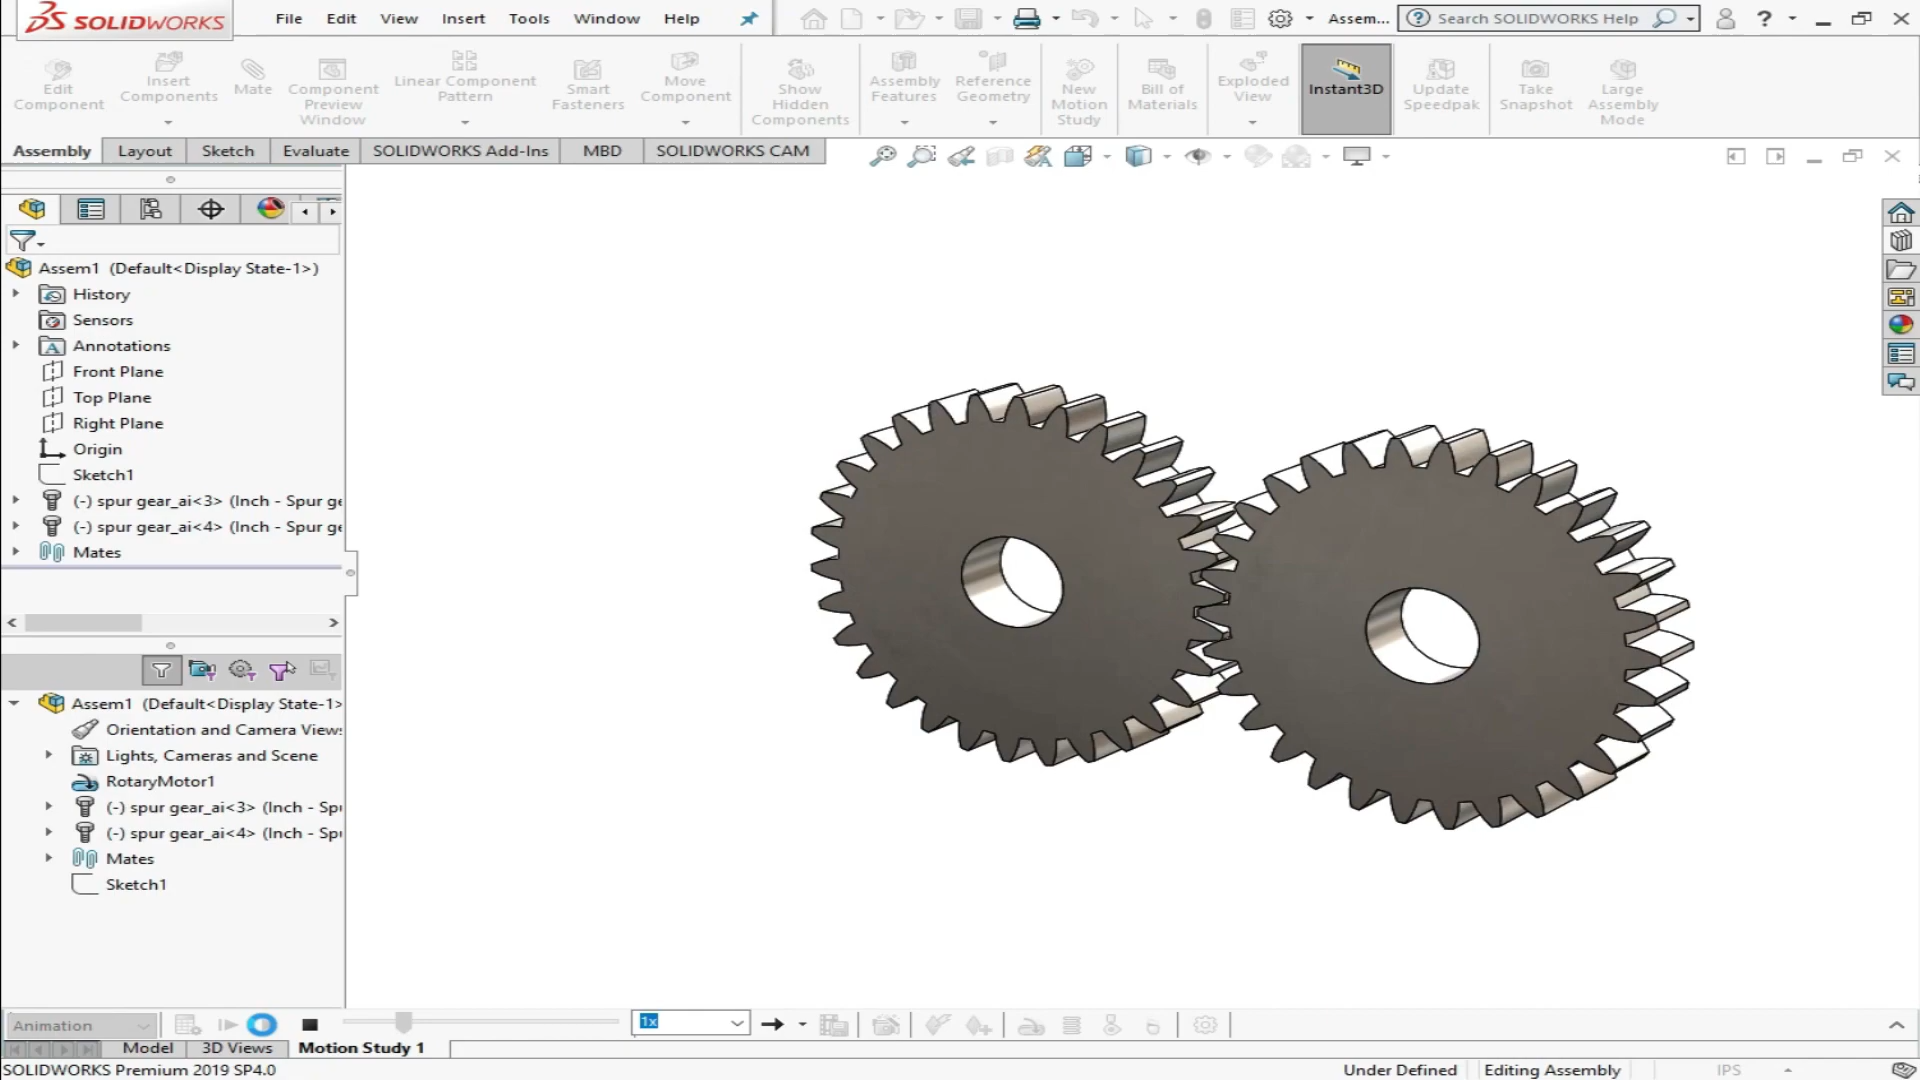 SOLIDWORKS
File Edit View Insert Tools Window Help
Assem...
Search SOLIDWORKS Help
?
Edit Component
Insert Components
Mate
Component Preview Window
Linear Component Pattern
Smart Fasteners
Move Component
Show Hidden Components
Assembly Features
Reference Geometry
New Motion Study
Bill of Materials
Exploded View
Instant3D
Update Speedpak
Take Snapshot
Large Assembly Mode
Assembly Layout Sketch Evaluate SOLIDWORKS Add-Ins MBD SOLIDWORKS CAM
Assem1 (Default<Display State-1>)
History
Sensors
Annotations
Front Plane
Top Plane
Right Plane
Origin
Sketch1
(-) spur gear_ai<3> (Inch - Spur ge
(-) spur gear_ai<4> (Inch - Spur ge
Mates
Assem1 (Default<Display State-1>
Orientation and Camera Views
Lights, Cameras and Scene
RotaryMotor1
(-) spur gear_ai<3> (Inch - Spu
(-) spur gear_ai<4> (Inch - Spu
Mates
Sketch1
Animation
1x
Model 3D Views Motion Study 1
SOLIDWORKS Premium 2019 SP4.0
Under Defined Editing Assembly IPS